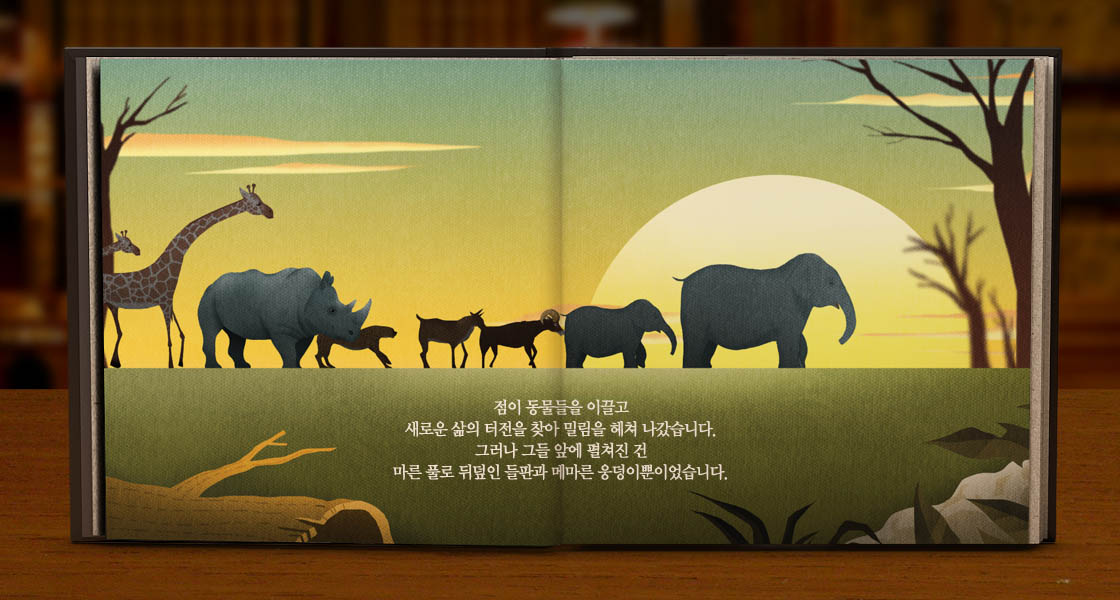 점이 동물들을 이끌고
새로운 삶의 터전을 찾아 밀림을 헤쳐 나갔습니다.
그러나 그들 앞에 펼쳐진 건
마른 풀로 뒤덮인 들판과 메마른 웅덩이뿐이었습니다.